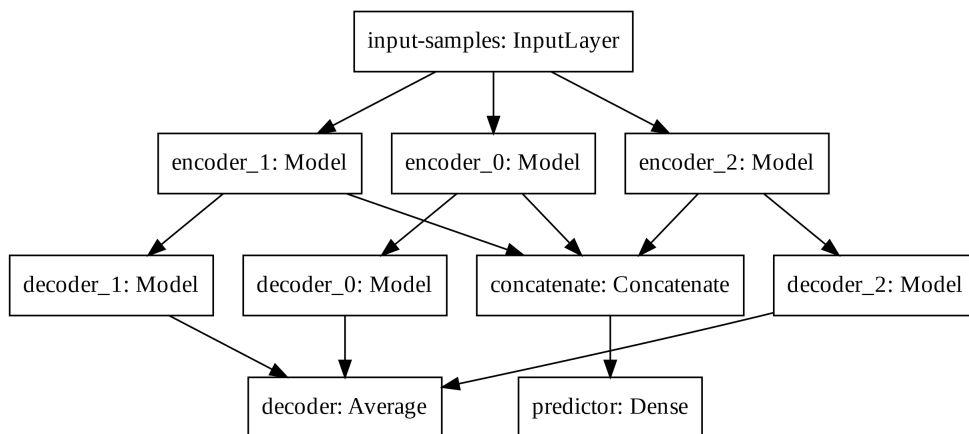 input-samples: InputLayer
encoder_1: Model
encoder_0: Model
encoder_2: Model
decoder_1: Model
decoder_0: Model
concatenate: Concatenate
decoder_2: Model
decoder: Average
predictor: Dense